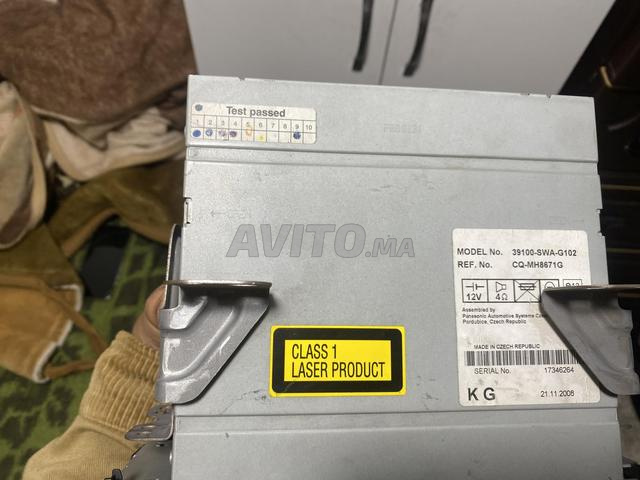 Test passed
1 2 3 4 5 6 7 8 9 10
AVITO.MA
MODEL No. 39100-SWA-G102
REF. No. CQ-MH8671G
12V 4Ω
Assembled by
Panasonic Automotive Systems
Pardubice, Czech Republic
MADE IN CZECH REPUBLIC
SERIAL No. 17346264
K G 21.11.2008
CLASS 1
LASER PRODUCT